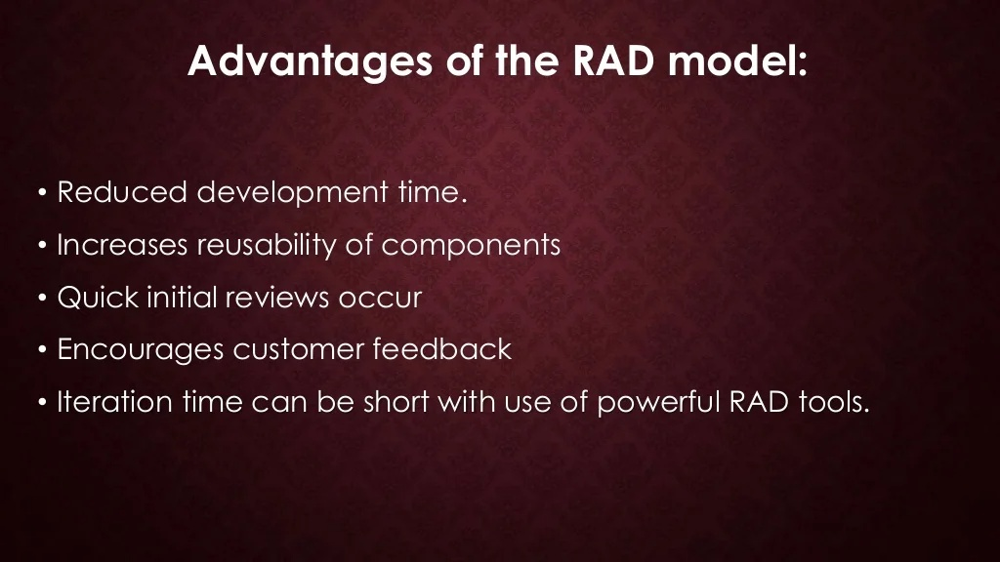 Advantages of the RAD model:
• Reduced development time.
• Increases reusability of components
• Quick initial reviews occur
• Encourages customer feedback
• Iteration time can be short with use of powerful RAD tools.